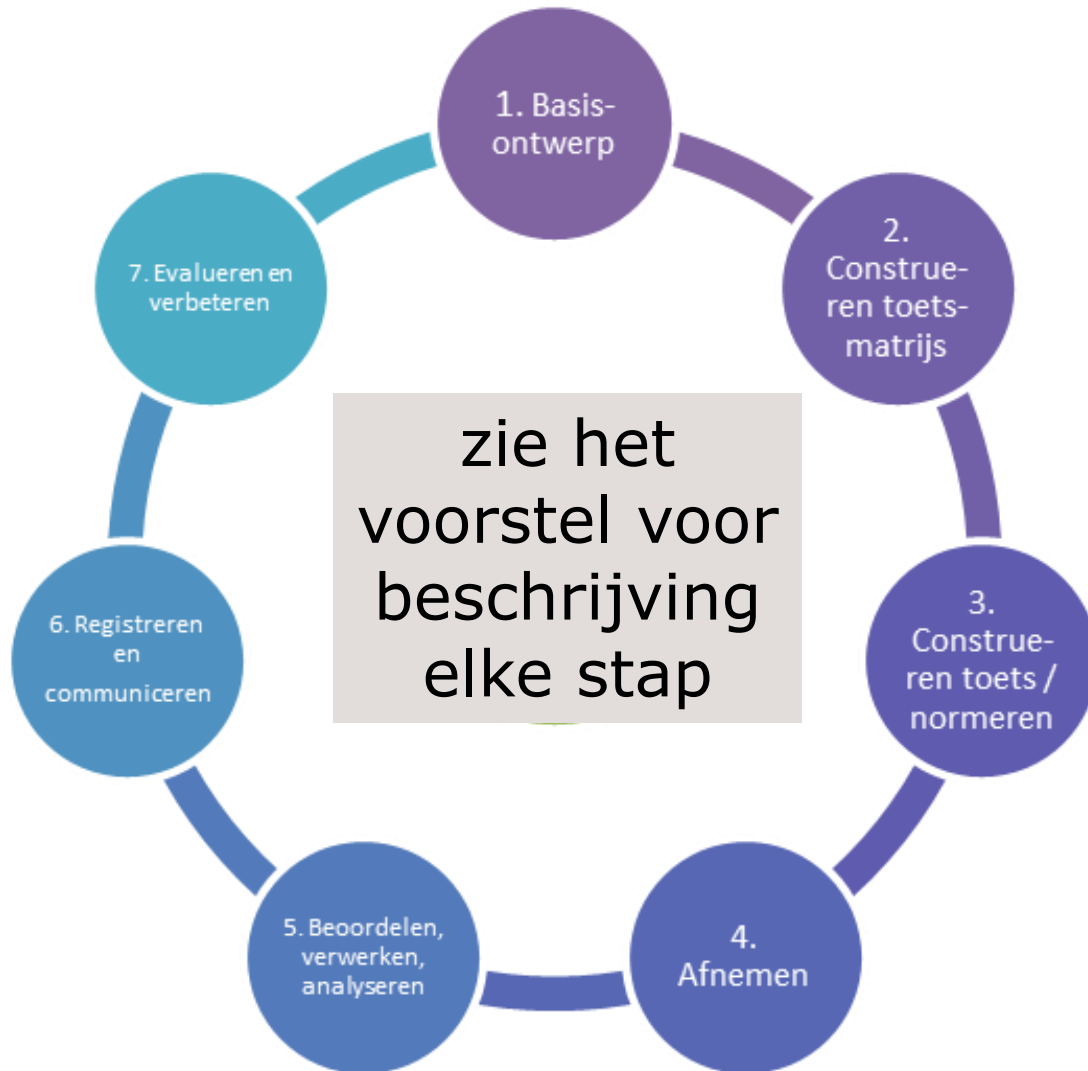 1. Basis-
ontwerp
2.
Construe-
ren toets-
matrijs
3.
Construe-
ren toets /
normeren
4.
Afnemen
5. Beoordelen,
verwerken,
analyseren
6. Registreren
en
communiceren
7. Evalueren en
verbeteren
zie het
voorstel voor
beschrijving
elke stap